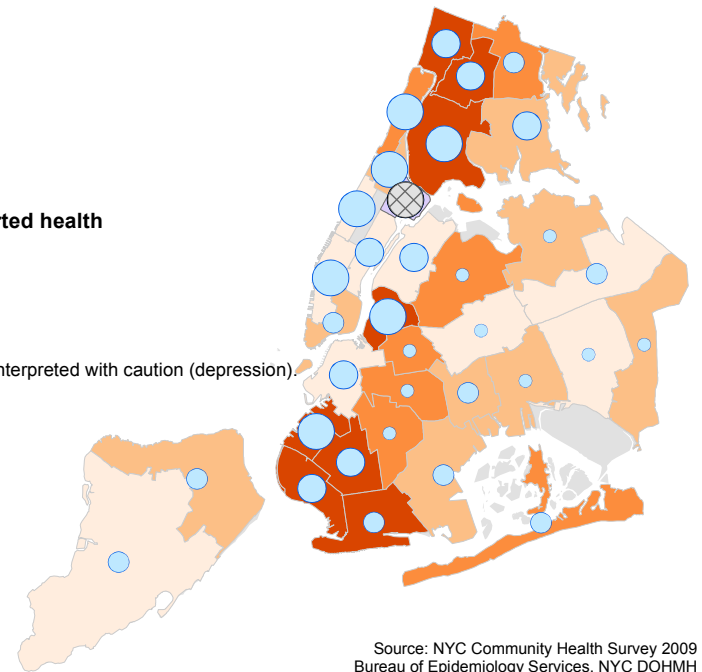 rted health
nterpreted with caution (depression).
Source: NYC Community Health Survey 2009
Bureau of Epidemiology Services, NYC DOHMH